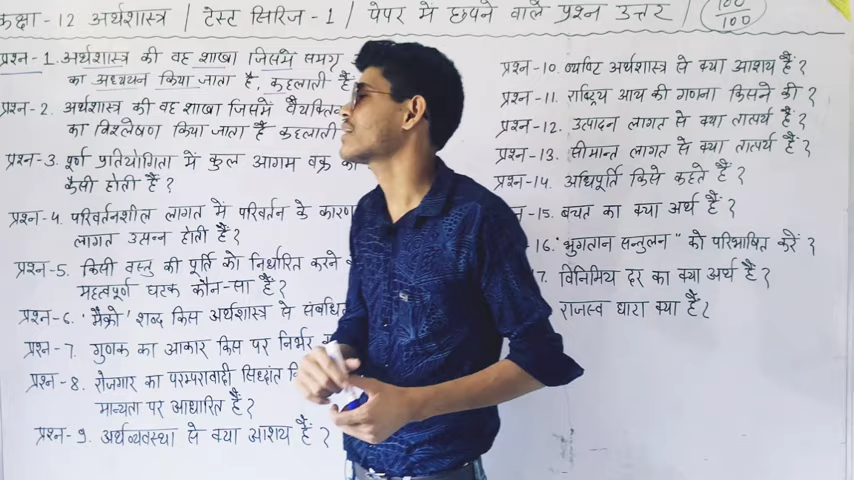 कक्षा - 12 अर्थशास्त्र / टेस्ट सिरिज - 1 / पेपर में छपने वाले प्रश्न उत्तर / 100/100
प्रश्न - 1. अर्थशास्त्र की वह शाखा जिसमें समग्र
का अध्ययन किया जाता है, कहलाती है
प्रश्न - 2. अर्थशास्त्र की वह शाखा जिसमें
का विश्लेषण किया जाता है कहलाती
प्रश्न - 3. पूर्ण प्रतियोगिता में कुल आगम वक्र की
कैसी होती है ?
प्रश्न - 4. परिवर्तनशील लागत में परिवर्तन के कारण
लागत उत्पन्न होती है ?
प्रश्न - 5. किसी वस्तु की पूर्ति को निर्धारित करने
महत्वपूर्ण घटक कौन-सा है ?
प्रश्न - 6. 'मैक्रो' शब्द किस अर्थशास्त्र से संबंधित
प्रश्न - 7. गुणक का आकार किस पर निर्भर
प्रश्न - 8. रोजगार का परम्परावादी सिध्दांत
मान्यता पर आधारित है ?
प्रश्न - 9. अर्थव्यवस्था से क्या आशय है ?
प्रश्न - 10. व्यष्टि अर्थशास्त्र से क्या आशय है ?
प्रश्न - 11. राष्ट्रिय आय की गणना किसने की ?
प्रश्न - 12. उत्पादन लागत से क्या तात्पर्य है ?
प्रश्न - 13. सीमान्त लागत से क्या तात्पर्य है ?
प्रश्न - 14. अधिपूर्ति किसे कहते है ?
- 15. बचत का क्या अर्थ है ?
- 16. "भुगतान सन्तुलन" को परिभाषित करें ?
7. विनिमिय दर का क्या अर्थ है ?
राजस्व घाटा क्या है ?